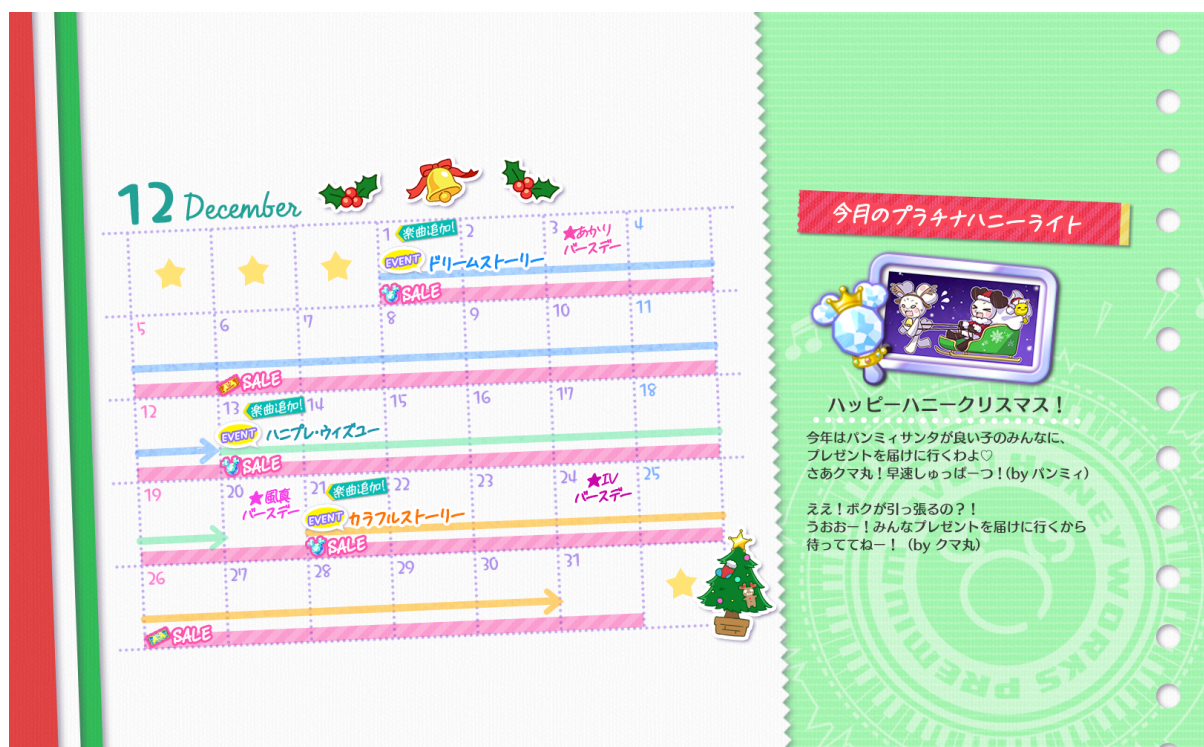 12 December
1 楽曲追加! 2 3 ★あかり 4
バースデー
EVENT ドリームストーリー
SALE
5 6 7 8 9 10 11
SALE
12 13 楽曲追加! 14 15 16 17 18
EVENT ハニプレ・ウィズユー
SALE
19 20 ★風真 21 楽曲追加! 22 23 24 ★IV 25
バースデー バースデー
EVENT カラフルストーリー
SALE
26 27 28 29 30 31
SALE
今月のプラチナハニーライト
ハッピーハニークリスマス！
今年はバンミィサンタが良い子のみんなに、
プレゼントを届けに行くわよ♡
さあクマ丸！早速しゅっぱーつ！(by バンミィ)
ええ！ボクが引っ張るの？！
うおおー！みんなプレゼントを届けに行くから
待っててねー！（by クマ丸）